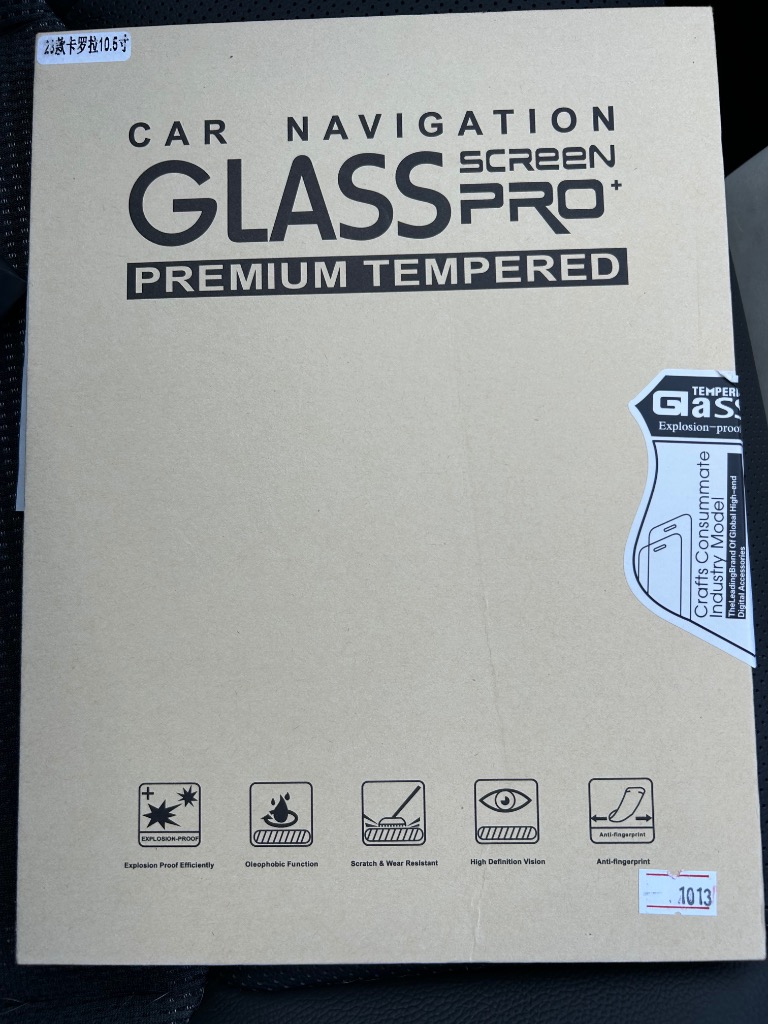 23款卡罗拉10.5寸
CAR NAVIGATION
GLASS SCREEN PRO+
PREMIUM TEMPERED
TEMPER
Glass
Explosion-proo
Crafts Consummate
Industry Model
TheLeadingBrand Of Global High-end
Digital Accessories
EXPLOSION-PROOF
Anti-fingerprint
Explosion Proof Efficiently
Oleophobic Function
Scratch & Wear Resistant
High Definition Vision
Anti-fingerprint
1013